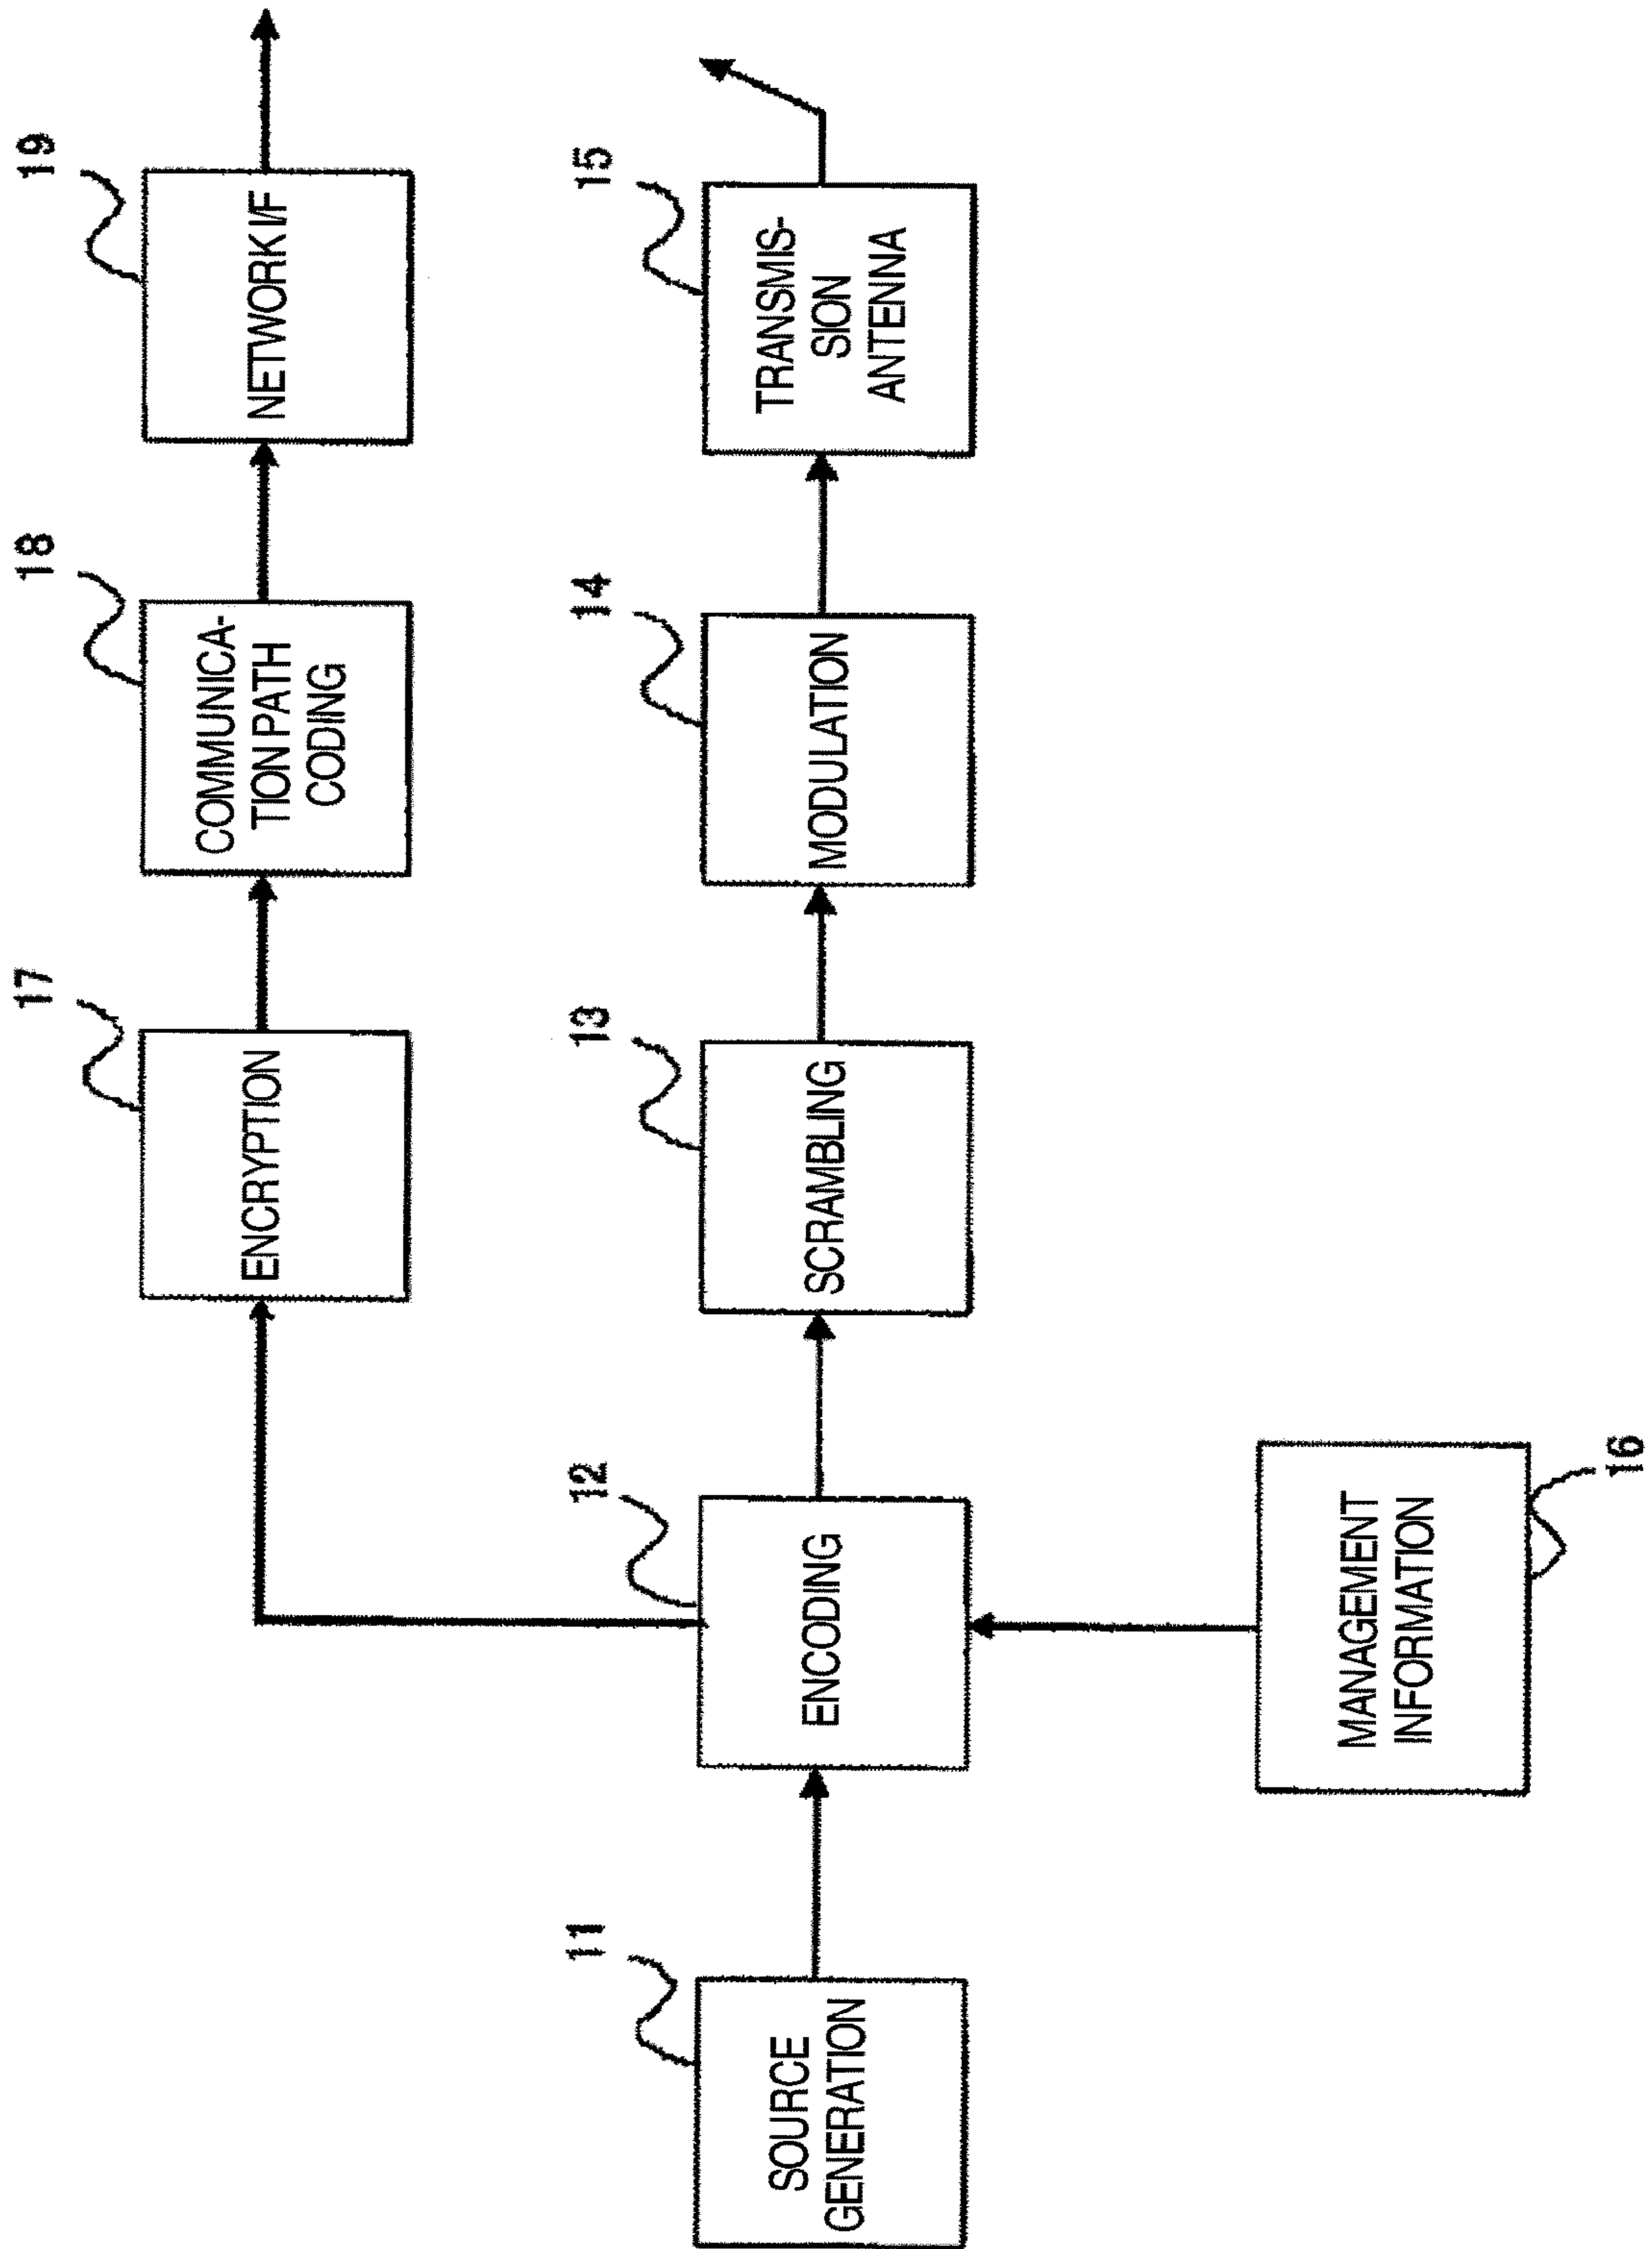 17
ENCRYPTION
18
COMMUNICA-
TION PATH
CODING
19
NETWORK I/F
11
SOURCE
GENERATION
12
ENCODING
13
SCRAMBLING
14
MODULATION
15
TRANSMIS-
SION
ANTENNA
MANAGEMENT
INFORMATION
16